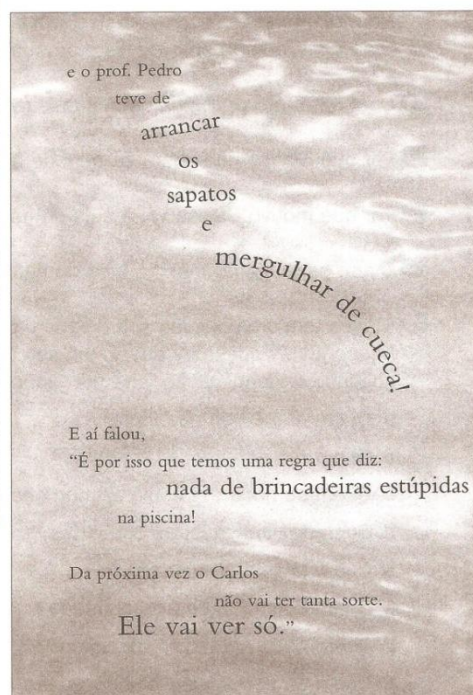 e o prof. Pedro
teve de
arrancar
os
sapatos
e
mergulhar de cueca!
E aí falou,
“É por isso que temos uma regra que diz:
nada de brincadeiras estúpidas
na piscina!
Da próxima vez o Carlos
não vai ter tanta sorte.
Ele vai ver só.”